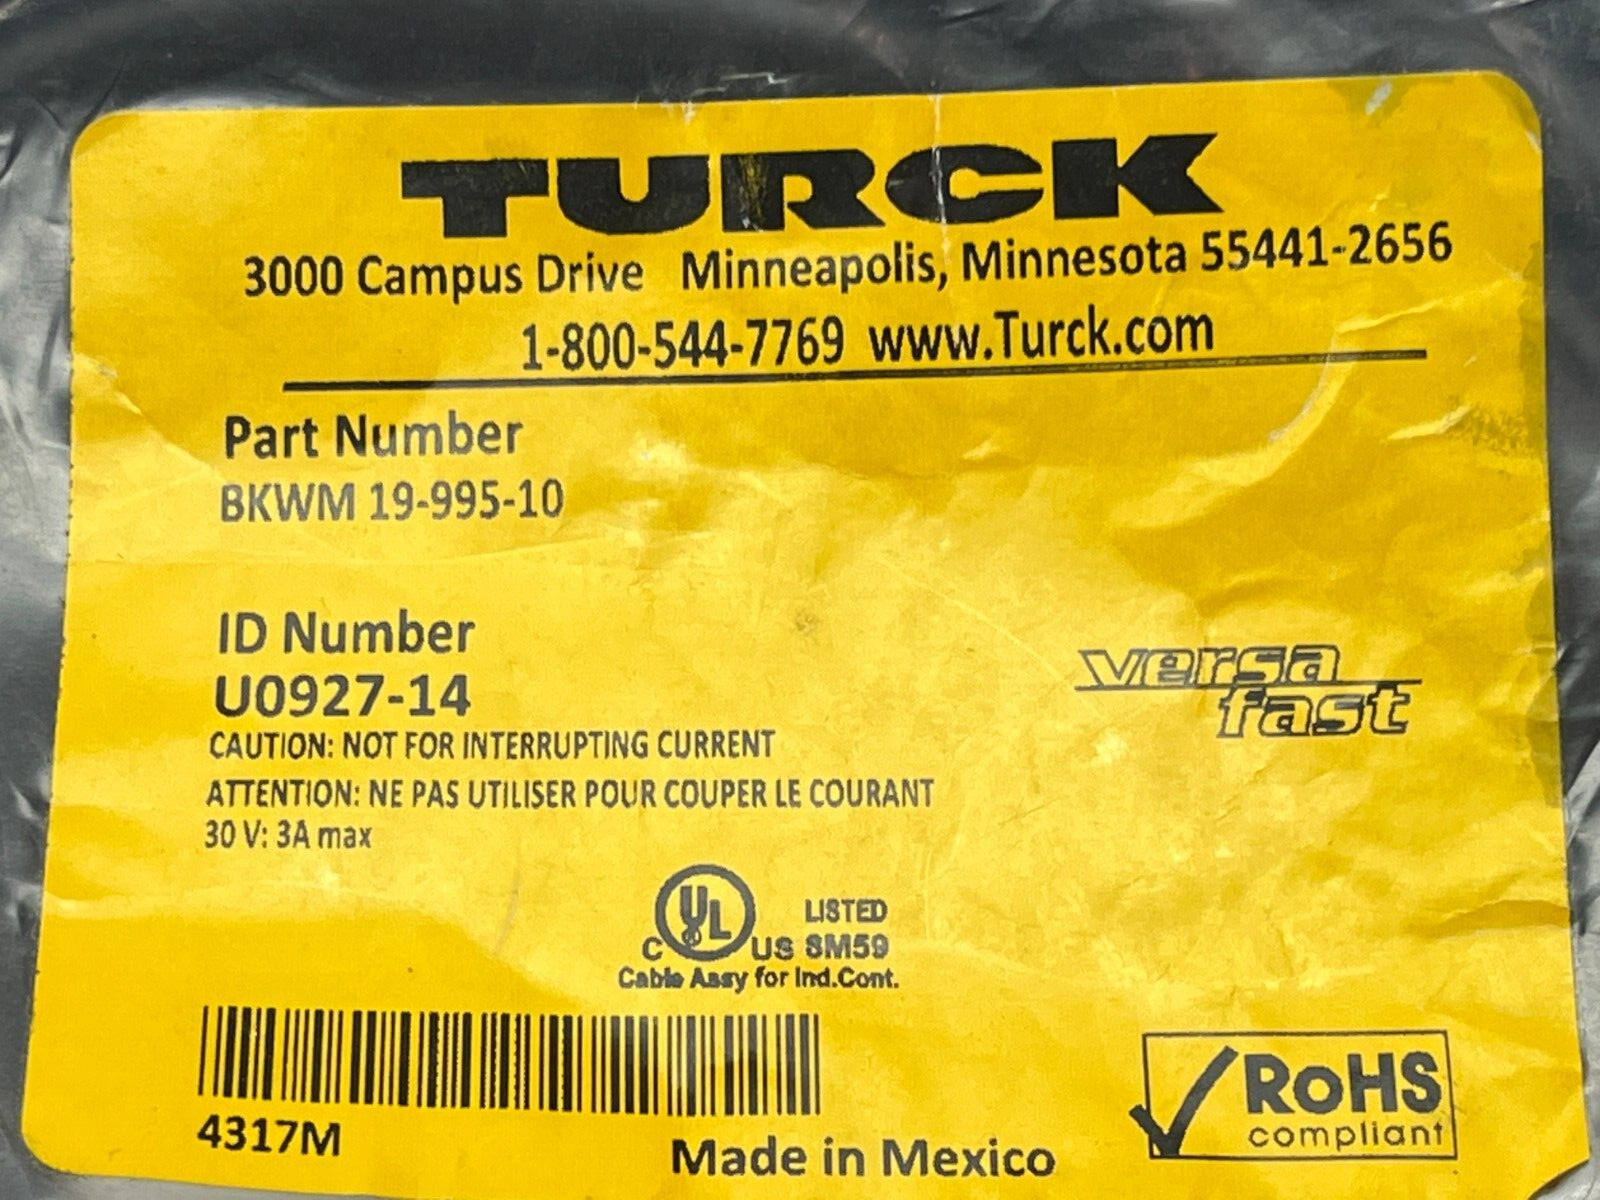 TURCK
3000 Campus Drive Minneapolis, Minnesota 55441-2656
1-800-544-7769 www.Turck.com
Part Number
BKWM 19-995-10
ID Number
U0927-14
versa
fast
CAUTION: NOT FOR INTERRUPTING CURRENT
ATTENTION: NE PAS UTILISER POUR COUPER LE COURANT
30 V: 3A max
C UL US LISTED
8M59
Cable Assy for Ind.Cont.
4317M
Made in Mexico
RoHS
compliant